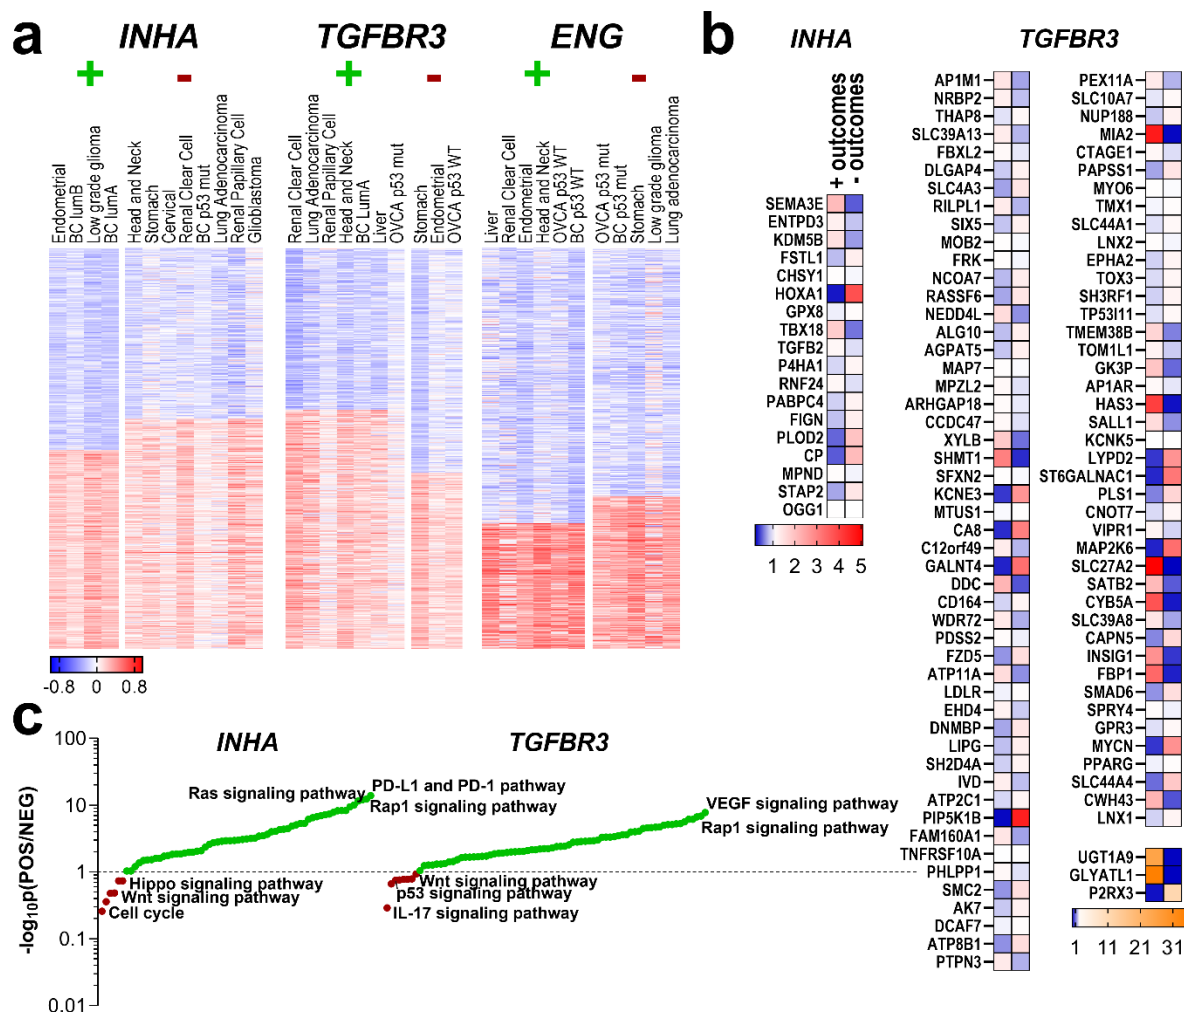 a
INHA
TGFBR3
ENG
+
-
+
-
+
-
Endometrial
BC lumB
Low grade glioma
BC lumA
Head and Neck
Stomach
Cervical
Renal Clear Cell
BC p53 mut
Lung Adenocarcinoma
Renal Papillary Cell
Glioblastoma
Renal Clear Cell
Lung Adenocarcinoma
Renal Papillary Cell
Head and Neck
BC LumA
Liver
OVCA p53 mut
Stomach
Endometrial
OVCA p53 WT
Liver
Renal Clear Cell
Endometrial
Head and Neck
OVCA p53 WT
BC p53 WT
OVCA p53 mut
BC p53 mut
Stomach
Low grade glioma
Lung adenocarcinoma
-0.8 0 0.8
b
INHA
TGFBR3
+ outcomes
- outcomes
SEMA3E
ENTPD3
KDM5B
FSTL1
CHSY1
HOXA1
GPX8
TBX18
TGFB2
P4HA1
RNF24
PABPC4
FIGN
PLOD2
CP
MPND
STAP2
OGG1
1 2 3 4 5
AP1M1
NRBP2
THAP8
SLC39A13
FBXL2
DLGAP4
SLC4A3
RILPL1
SIX5
MOB2
FRK
NCOA7
RASSF6
NEDD4L
ALG10
AGPAT5
MAP7
MPZL2
ARHGAP18
CCDC47
XYLB
SHMT1
SFXN2
KCNE3
MTUS1
CA8
C12orf49
GALNT4
DDC
CD164
WDR72
PDSS2
FZD5
ATP11A
LDLR
EHD4
DNMBP
LIPG
SH2D4A
IVD
ATP2C1
PIP5K1B
FAM160A1
TNFRSF10A
PHLPP1
SMC2
AK7
DCAF7
ATP8B1
PTPN3
PEX11A
SLC10A7
NUP188
MIA2
CTAGE1
PAPSS1
MYO6
TMX1
SLC44A1
LNX2
EPHA2
TOX3
SH3RF1
TP53I11
TMEM38B
TOM1L1
GK3P
AP1AR
HAS3
SALL1
KCNK5
LYPD2
ST6GALNAC1
PLS1
CNOT7
VIPR1
MAP2K6
SLC27A2
SATB2
CYB5A
SLC39A8
CAPN5
INSIG1
FBP1
SMAD6
SPRY4
GPR3
MYCN
PPARG
SLC44A4
CWH43
LNX1
UGT1A9
GLYATL1
P2RX3
1 11 21 31
c
INHA
TGFBR3
-log10p(POS/NEG)
100
10
1
0.1
0.01
Ras signaling pathway
PD-L1 and PD-1 pathway
Rap1 signaling pathway
Hippo signaling pathway
Wnt signaling pathway
Cell cycle
VEGF signaling pathway
Rap1 signaling pathway
Wnt signaling pathway
p53 signaling pathway
IL-17 signaling pathway